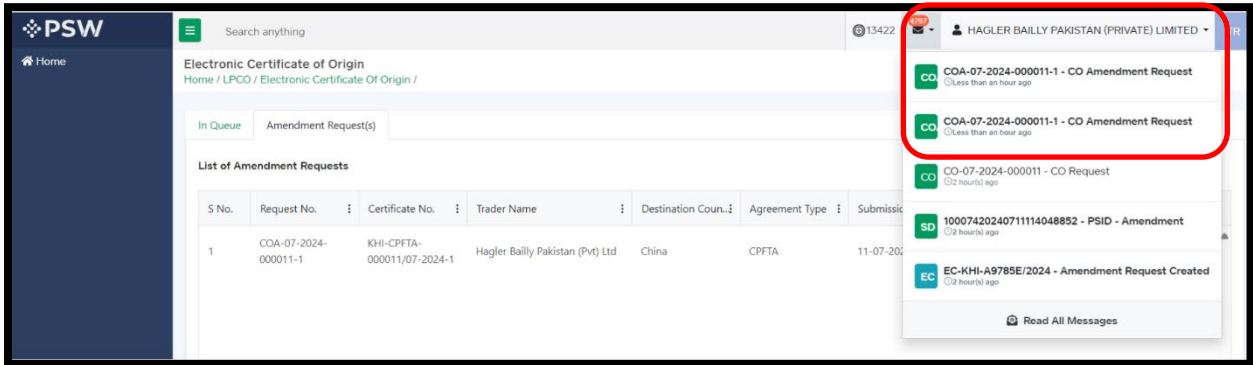 PSW
Search anything
13422
4797
HAGLER BAILLY PAKISTAN (PRIVATE) LIMITED
Home
Electronic Certificate of Origin
Home / LPCO / Electronic Certificate Of Origin /
In Queue
Amendment Request(s)
List of Amendment Requests
S No.
Request No.
Certificate No.
Trader Name
Destination Coun..
Agreement Type
Submissio
1
COA-07-2024-
000011-1
KHI-CPFTA-
000011/07-2024-1
Hagler Bailly Pakistan (Pvt) Ltd
China
CPFTA
11-07-202
CO
COA-07-2024-000011-1 - CO Amendment Request
Less than an hour ago
CO
COA-07-2024-000011-1 - CO Amendment Request
Less than an hour ago
CO
CO-07-2024-000011 - CO Request
2 hour(s) ago
SD
10007420240711114048852 - PSID - Amendment
2 hour(s) ago
EC
EC-KHI-A9785E/2024 - Amendment Request Created
2 hour(s) ago
Read All Messages